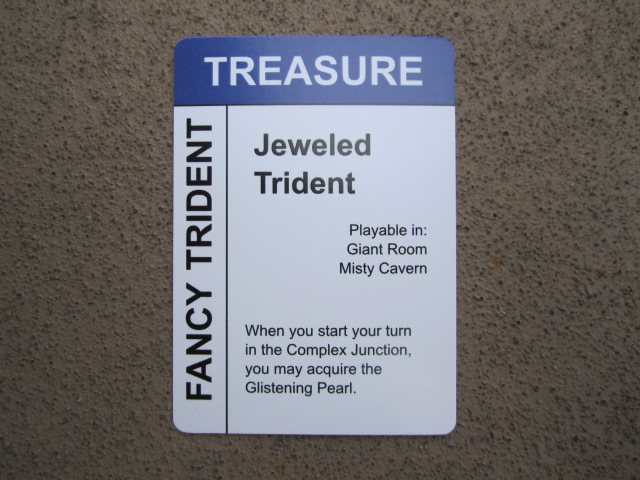 TREASURE
FANCY TRIDENT
Jeweled
Trident
Playable in:
Giant Room
Misty Cavern
When you start your turn
in the Complex Junction,
you may acquire the
Glistening Pearl.